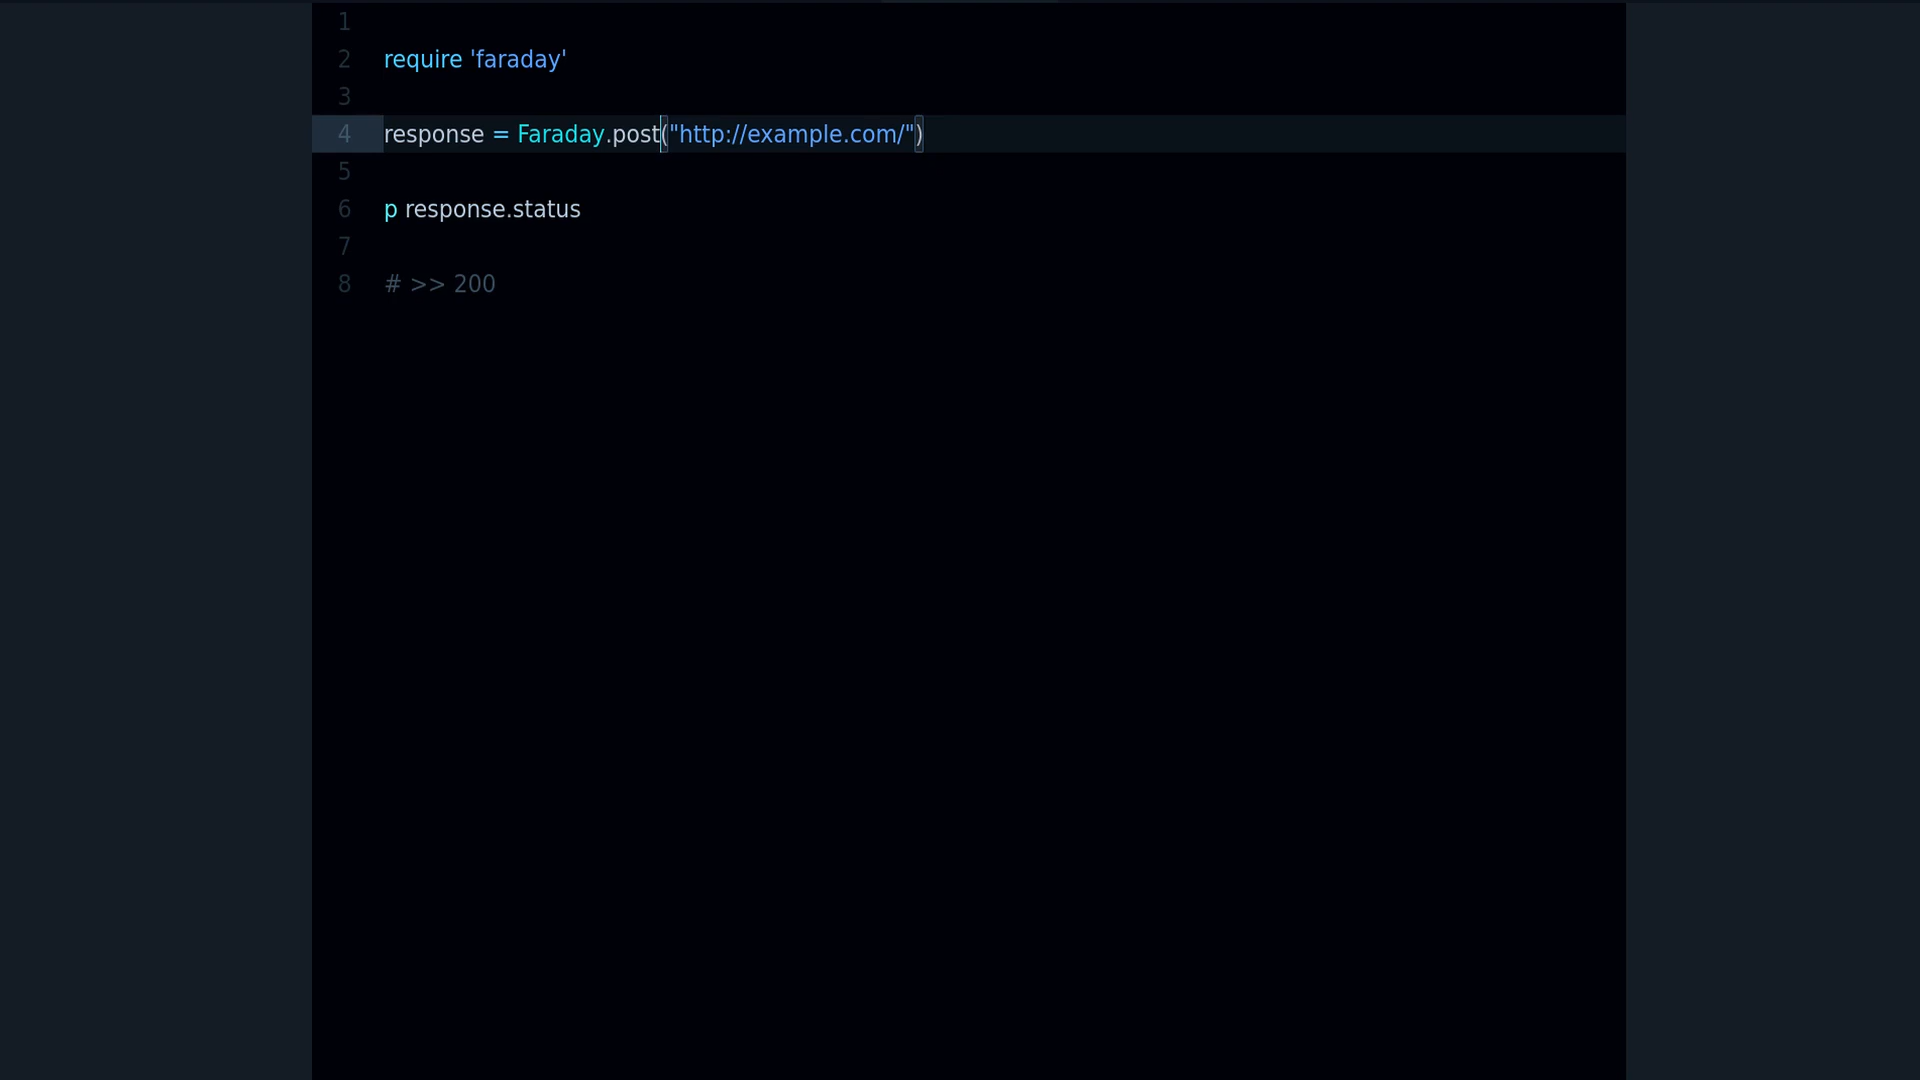 1
2 require 'faraday'
3
4 response = Faraday.post("http://example.com/")
5
6 p response.status
7
8 # >> 200